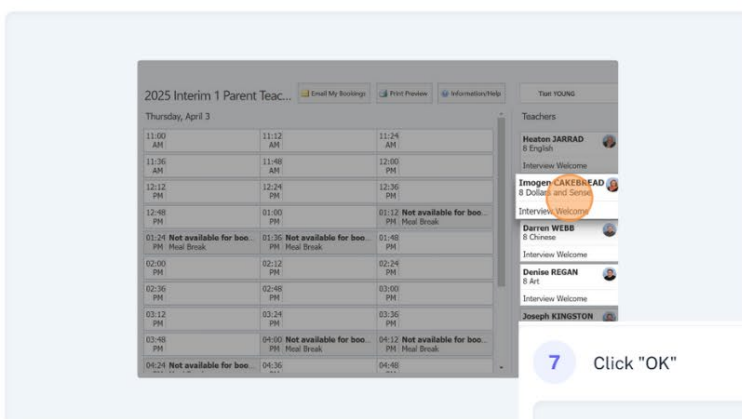 2025 Interim 1 Parent Teac... Email My Bookings Print Preview Information/Help Tian YOUNG
Thursday, April 3 Teachers
11:00 AM 11:12 AM 11:24 AM
11:36 AM 11:48 AM 12:00 PM
12:12 PM 12:24 PM 12:36 PM
12:48 PM 01:00 PM 01:12 PM Not available for boo... Meal Break
01:24 PM Not available for boo... Meal Break 01:36 PM Not available for boo... Meal Break 01:48 PM
02:00 PM 02:12 PM 02:24 PM
02:36 PM 02:48 PM 03:00 PM
03:12 PM 03:24 PM 03:36 PM
03:48 PM 04:00 PM Not available for boo... Meal Break 04:12 PM Not available for boo... Meal Break
04:24 Not available for boo... 04:36 04:48
Heaton JARRAD
8 English
Interview Welcome
Imogen CAKEBREAD
8 Dollars and Sense
Interview Welcome
Darren WEBB
8 Chinese
Interview Welcome
Denise REGAN
8 Art
Interview Welcome
Joseph KINGSTON
7 Click "OK"